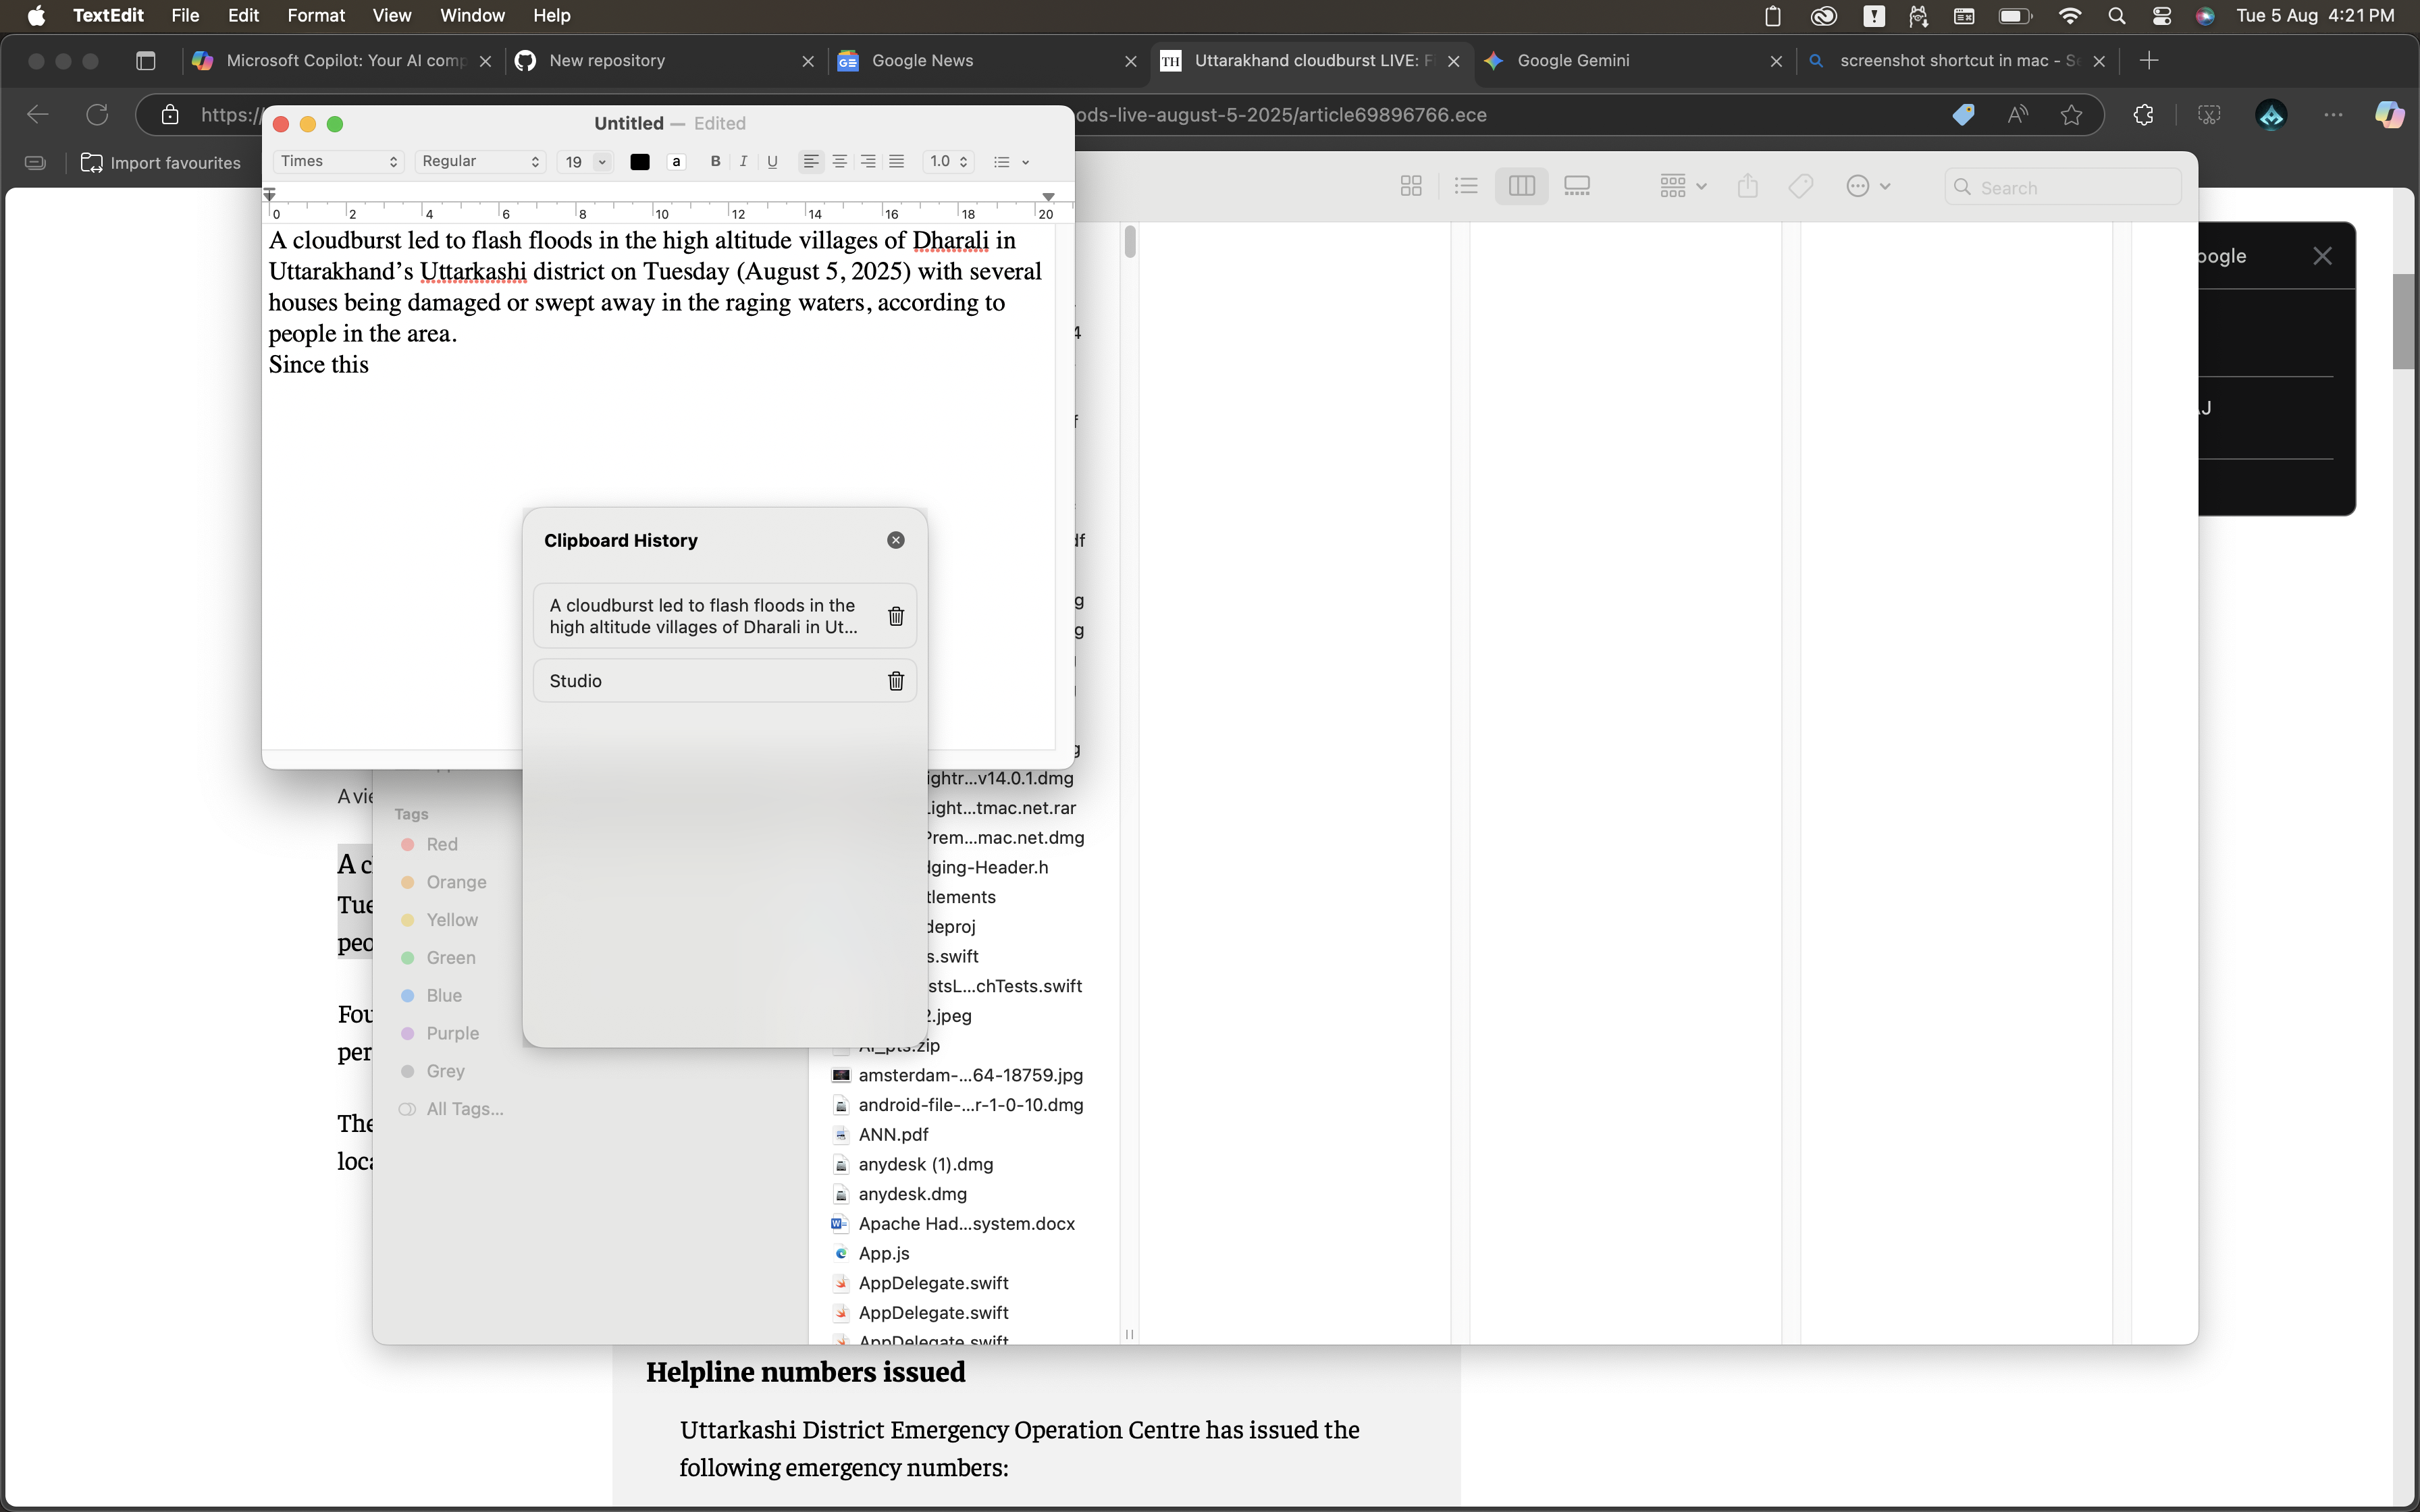 TextEdit File Edit Format View Window Help Tue 5 Aug 4:21 PM
Microsoft Copilot: Your AI comp New repository Google News Uttarakhand cloudburst LIVE: F Google Gemini screenshot shortcut in mac - Se
https:// ods-live-august-5-2025/article69896766.ece
Import favourites
Untitled — Edited
Times Regular 19 a B I U 1.0
Search
0 2 4 6 8 10 12 14 16 18 20
A cloudburst led to flash floods in the high altitude villages of Dharali in
Uttarakhand’s Uttarkashi district on Tuesday (August 5, 2025) with several
houses being damaged or swept away in the raging waters, according to
people in the area.
Since this
oogle
Clipboard History
A cloudburst led to flash floods in the
high altitude villages of Dharali in Ut...
Studio
A vie
A cl
Tue
peo
Fou
per
The
loca
Tags
Red
Orange
Yellow
Green
Blue
Purple
Grey
All Tags...
ightr...v14.0.1.dmg
Light...tmac.net.rar
Prem...mac.net.dmg
dging-Header.h
tlements
deproj
s.swift
stsL...chTests.swift
2.jpeg
AI_pts.zip
amsterdam-...64-18759.jpg
android-file-...r-1-0-10.dmg
ANN.pdf
anydesk (1).dmg
anydesk.dmg
Apache Had...system.docx
App.js
AppDelegate.swift
AppDelegate.swift
AppDelegate.swift
Helpline numbers issued
Uttarkashi District Emergency Operation Centre has issued the
following emergency numbers: